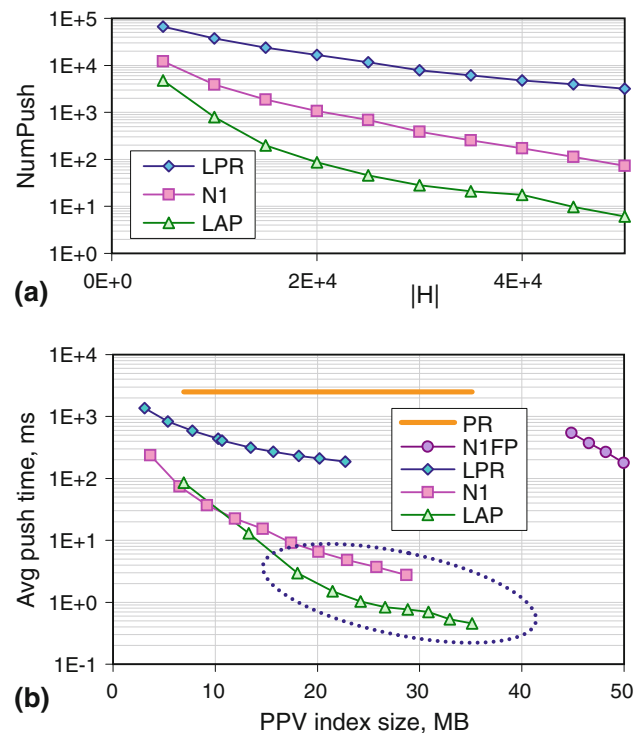 1E+5
1E+4
1E+3
1E+2
1E+1
1E+0
NumPush
LPR
N1
LAP
0E+0
2E+4
4E+4
|H|
(a)
1E+4
1E+3
1E+2
1E+1
1E+0
1E-1
Avg push time, ms
PR
N1FP
LPR
N1
LAP
0
10
20
30
40
50
PPV index size, MB
(b)